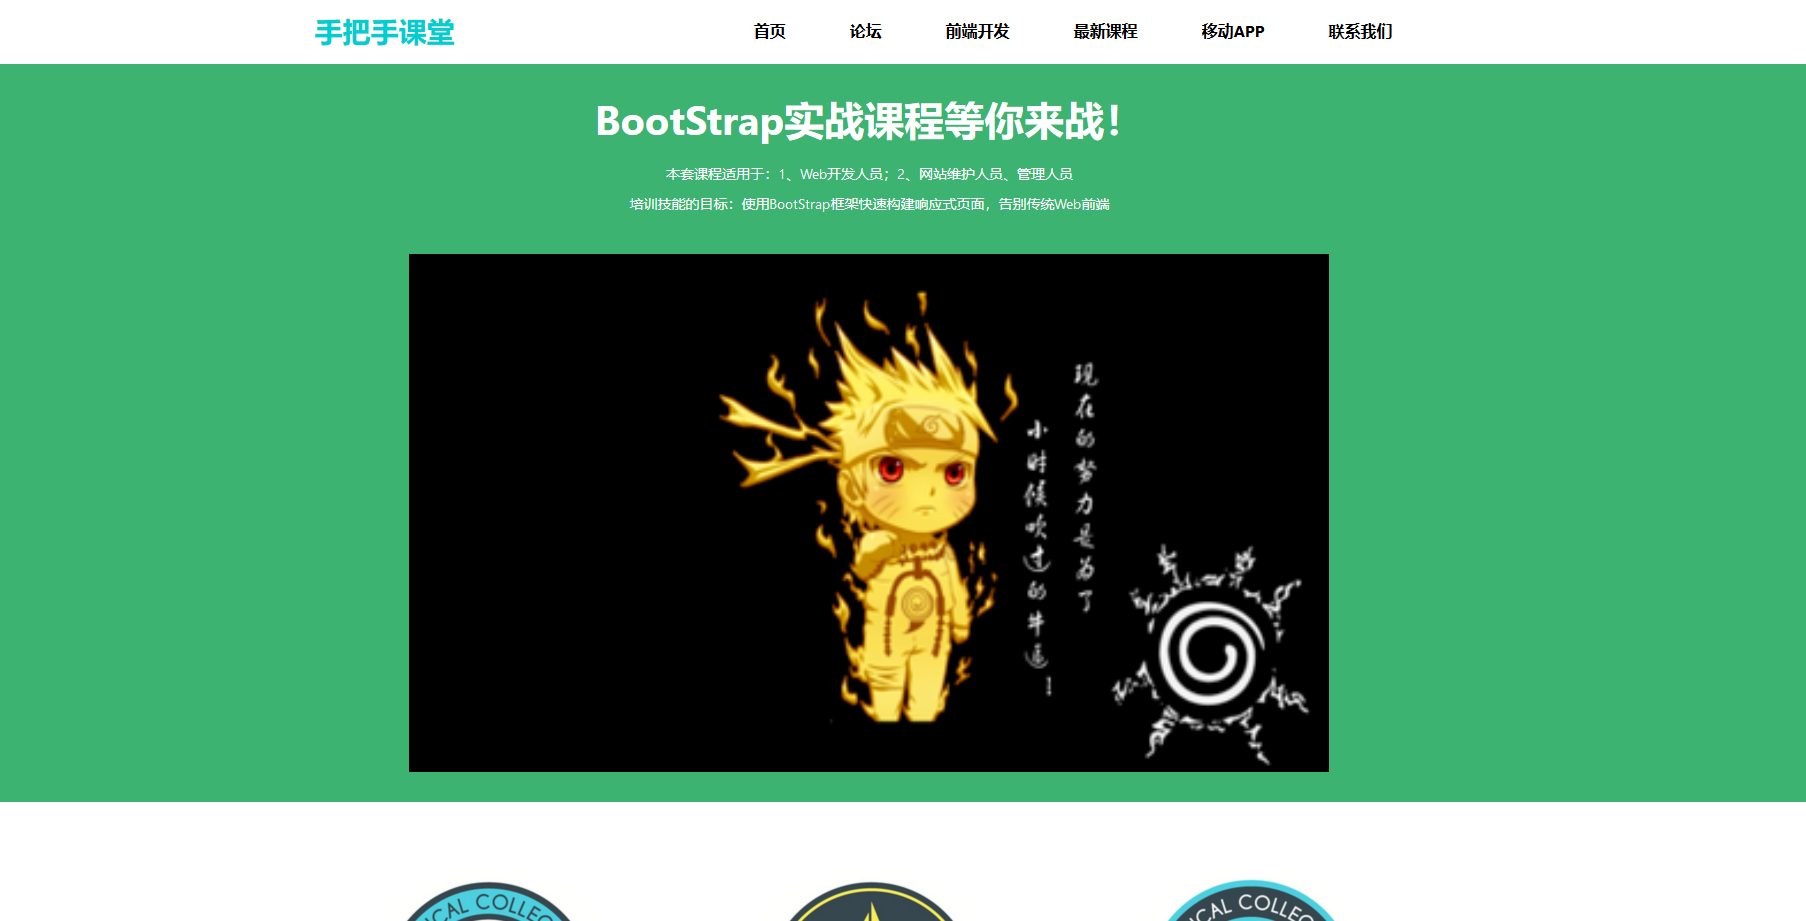 手把手课堂
首页 论坛 前端开发 最新课程 移动APP 联系我们
BootStrap实战课程等你来战！
本套课程适用于：1、Web开发人员；2、网站维护人员、管理人员
培训技能的目标：使用BootStrap框架快速构建响应式页面，告别传统Web前端
现在的努力是为了
小时候吹过的牛逼！
ICAL COLLE
ICAL COLLE